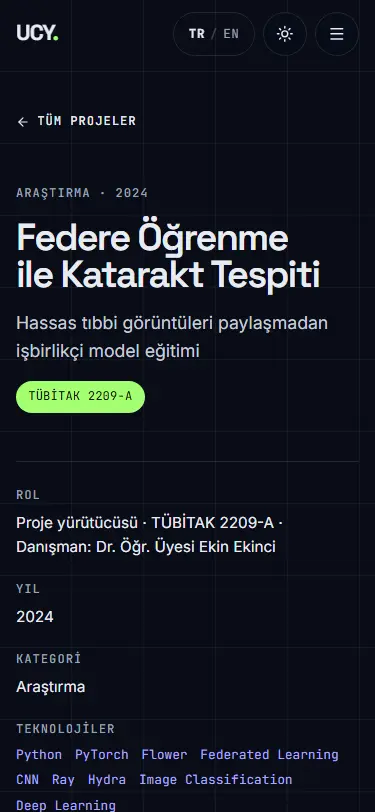 UCY.
TR / EN
← TÜM PROJELER
ARAŞTIRMA · 2024
Federe Öğrenme
ile Katarakt Tespiti
Hassas tıbbi görüntüleri paylaşmadan
işbirlikçi model eğitimi
TÜBİTAK 2209-A
ROL
Proje yürütücüsü · TÜBİTAK 2209-A ·
Danışman: Dr. Öğr. Üyesi Ekin Ekinci
YIL
2024
KATEGORİ
Araştırma
TEKNOLOJİLER
Python PyTorch Flower Federated Learning
CNN Ray Hydra Image Classification
Deep Learning